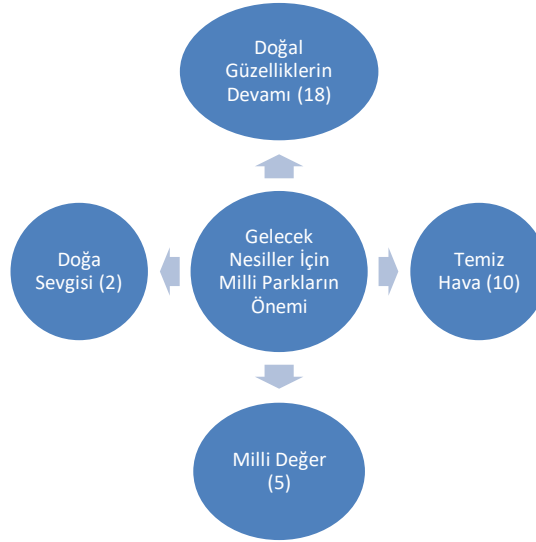 Doğal
Güzelliklerin
Devamı (18)
Doğa
Sevgisi (2)
Gelecek
Nesiller İçin
Milli Parkların
Önemi
Temiz
Hava (10)
Milli Değer
(5)